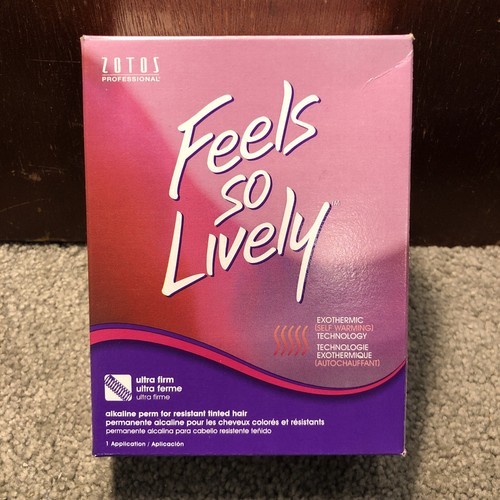 ZOTOS
PROFESSIONAL
Feels
so
Lively™
EXOTHERMIC
(SELF WARMING)
TECHNOLOGY
TECHNOLOGIE
EXOTHERMIQUE
(AUTOCHAUFFANT)
ultra firm
ultra ferme
ultra firme
alkaline perm for resistant tinted hair
permanente alcaline pour les cheveux colorés et résistants
permanente alcalina para cabello resistente teñido
1 Application / Aplicación